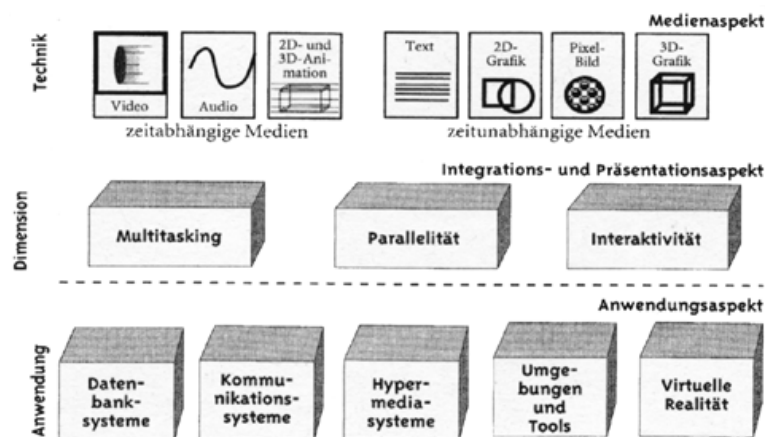 Medienaspekt
Technik
Video
Audio
2D- und
3D-Ani-
mation
Text
2D-
Grafik
Pixel-
Bild
3D-
Grafik
zeitabhängige Medien
zeitunabhängige Medien
Integrations- und Präsentationsaspekt
Dimension
Multitasking
Parallelität
Interaktivität
Anwendungsaspekt
Anwendung
Daten-
bank-
systeme
Kommu-
nikations-
systeme
Hyper-
media-
systeme
Umge-
bungen
und
Tools
Virtuelle
Realität